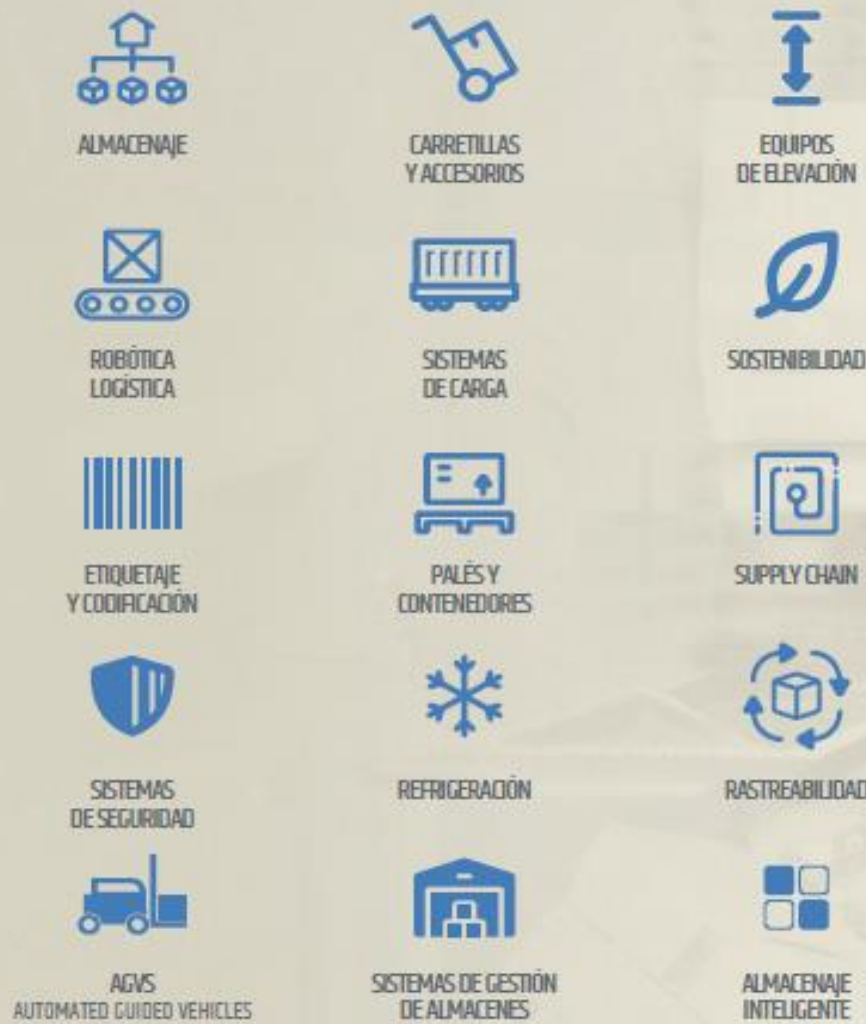 ALMACENAJE
CARRETILLAS
Y ACCESORIOS
EQUIPOS
DE ELEVACIÓN
ROBÓTICA
LOGÍSTICA
SISTEMAS
DE CARGA
SOSTENIBILIDAD
ETIQUETAJE
Y CODIFICACIÓN
PALÉS Y
CONTENEDORES
SUPPLY CHAIN
SISTEMAS
DE SEGURIDAD
REFRIGERACIÓN
RASTREABILIDAD
AGVS
AUTOMATED GUIDED VEHICLES
SISTEMAS DE GESTIÓN
DE ALMACENES
ALMACENAJE
INTELIGENTE